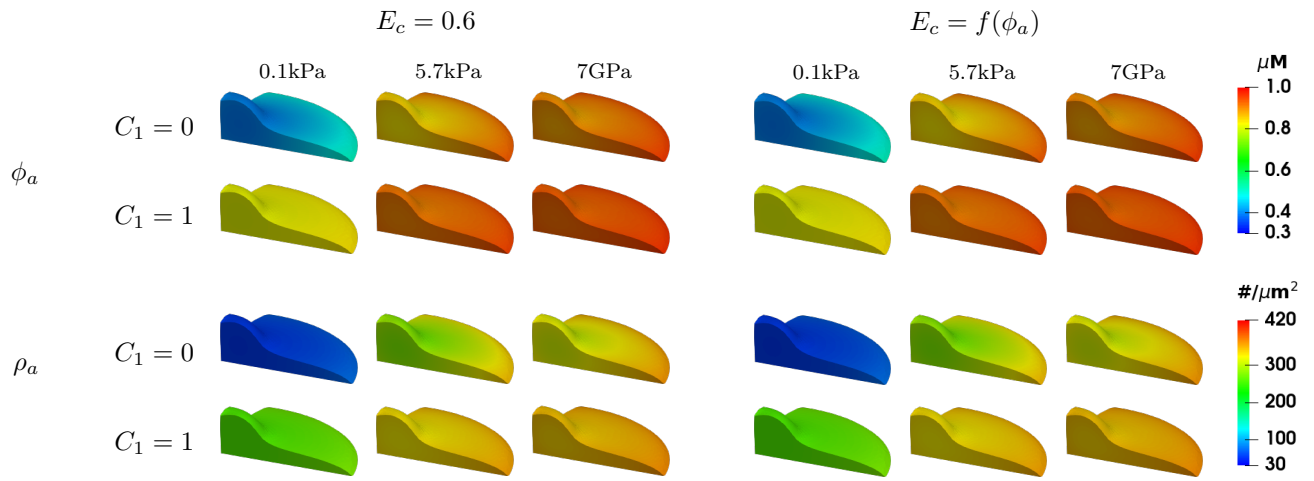 E_c = 0.6 E_c = f(ϕ_a)
0.1kPa 5.7kPa 7GPa 0.1kPa 5.7kPa 7GPa μM
1.0
C_1 = 0
0.8
ϕ_a
0.6
C_1 = 1
0.4
0.3
#/μm²
420
C_1 = 0
300
ρ_a
200
C_1 = 1
100
30